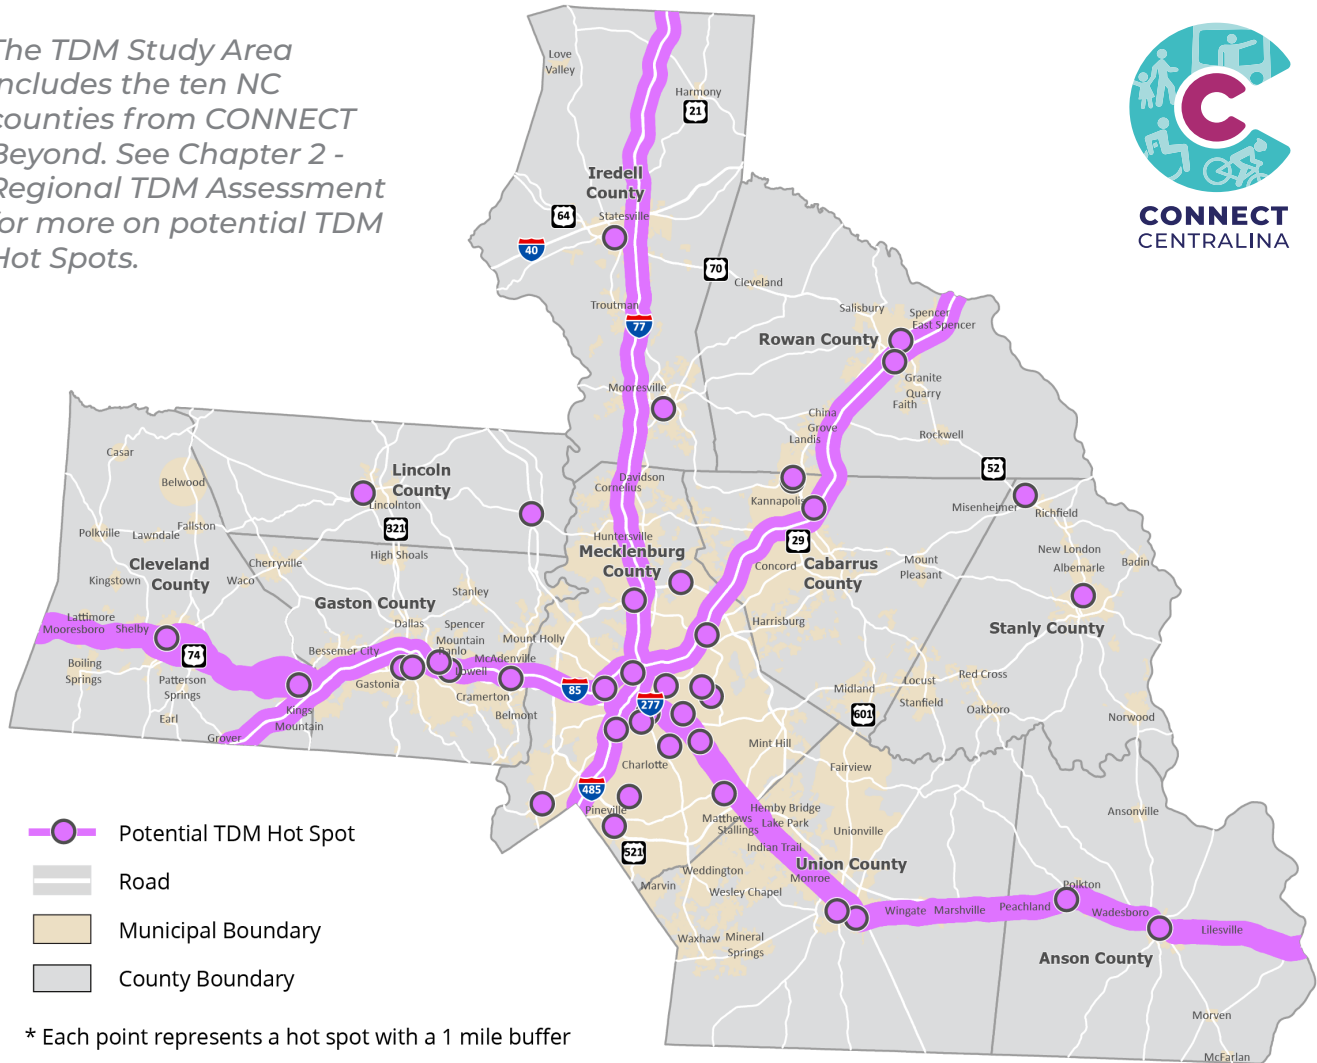 The TDM Study Area
includes the ten NC
counties from CONNECT
Beyond. See Chapter 2 -
Regional TDM Assessment
for more on potential TDM
Hot Spots.
CONNECT
CENTRALINA
Love
Valley
Harmony
21
Iredell
County
64
Statesville
40
70
Cleveland
Troutman
77
Salisbury
Spencer
East Spencer
Rowan County
Mooresville
Granite
Quarry
Faith
China
Grove
Landis
Rockwell
Casar
Belwood
Lincoln
County
Lincolnton
321
Davidson
Cornelius
Kannapolis
52
Misenheimer
Richfield
Polkville
Lawndale
Fallston
High Shoals
Huntersville
Mecklenburg
County
29
Concord
Cabarrus
County
Mount
Pleasant
New London
Albemarle
Badin
Cleveland
County
Kingstown
Waco
Cherryville
Stanly County
Gaston County
Stanley
Dallas
Harrisburg
Lattimore
Mooresboro
Shelby
74
Boiling
Springs
Patterson
Springs
Earl
Grover
Kings
Mountain
Bessemer City
Gastonia
Spencer
Mountain
Ranlo
Lowell
McAdenville
Mount Holly
Cramerton
Belmont
85
277
Charlotte
Mint Hill
Midland
601
Locust
Stanfield
Red Cross
Oakboro
Norwood
Fairview
485
Pineville
521
Matthews
Stallings
Hemby Bridge
Lake Park
Indian Trail
Unionville
Union County
Monroe
Weddington
Marvin
Wesley Chapel
Waxhaw
Mineral
Springs
Wingate
Marshville
Peachland
Polkton
Wadesboro
Lilesville
Ansonville
Anson County
Morven
McFarlan
Potential TDM Hot Spot
Road
Municipal Boundary
County Boundary
* Each point represents a hot spot with a 1 mile buffer